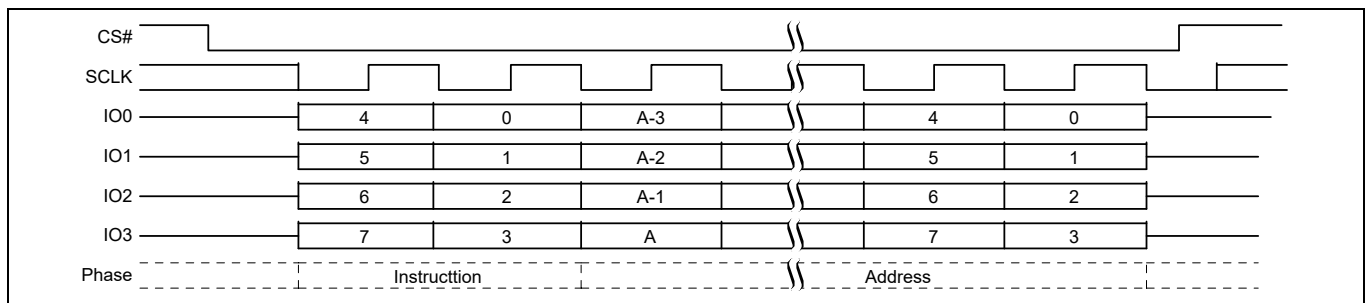 CS#
SCLK
IO0 4 0 A-3 4 0
IO1 5 1 A-2 5 1
IO2 6 2 A-1 6 2
IO3 7 3 A 7 3
Phase Instructtion Address